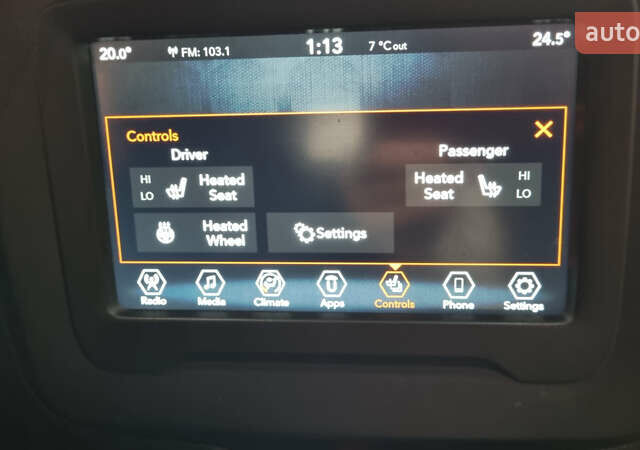 20.0° FM: 103.1 1:13 7 °C out 24.5°
auto
Controls
Driver Passenger
HI
LO
Heated
Seat
Heated
Seat
HI
LO
Heated
Wheel
Settings
Radio Media Climate Apps Controls Phone Settings